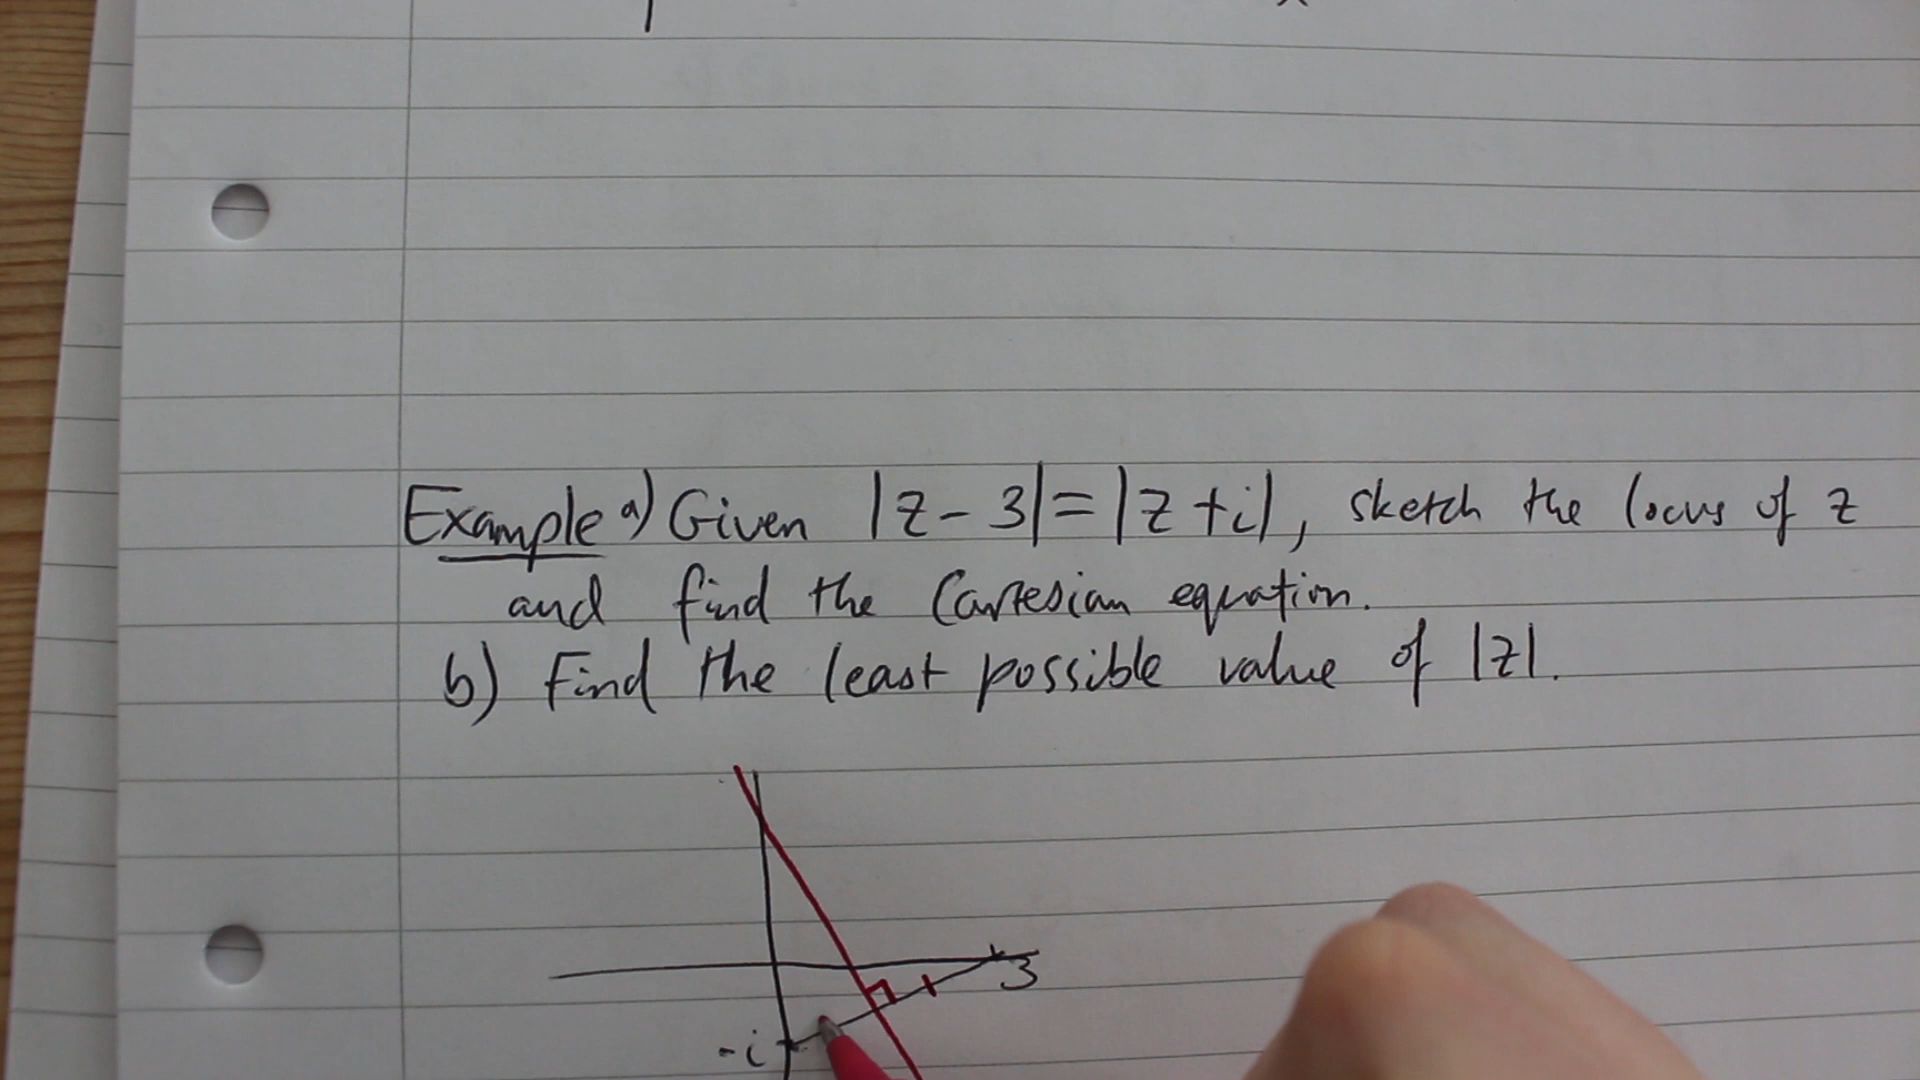 Example a) Given |z - 3| = |z + i|, sketch the locus of z
and find the Cartesian equation.
b) Find the least possible value of |z|.
3
-i